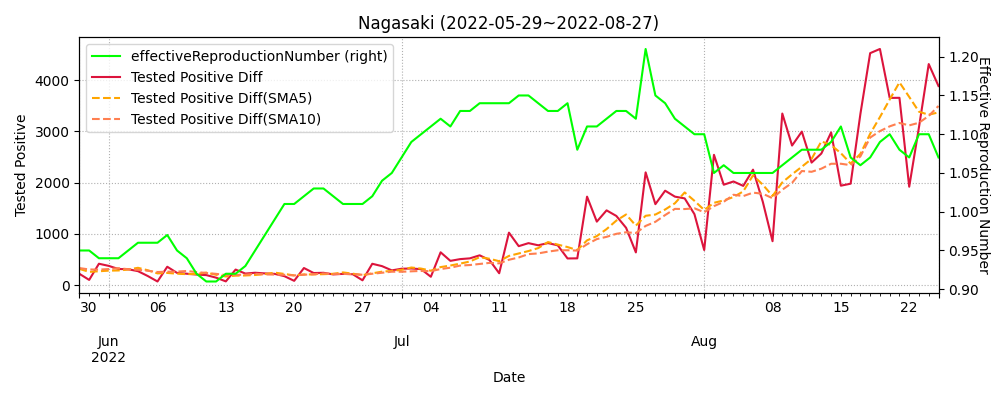 Nagasaki (2022-05-29~2022-08-27)
effectiveReproductionNumber (right)
Tested Positive Diff
Tested Positive Diff(SMA5)
Tested Positive Diff(SMA10)
Tested Positive
4000
3000
2000
1000
0
Effective Reproduction Number
1.20
1.15
1.10
1.05
1.00
0.95
0.90
30 06 13 20 27 04 11 18 25 08 15 22
Jun Jul Aug
2022
Date